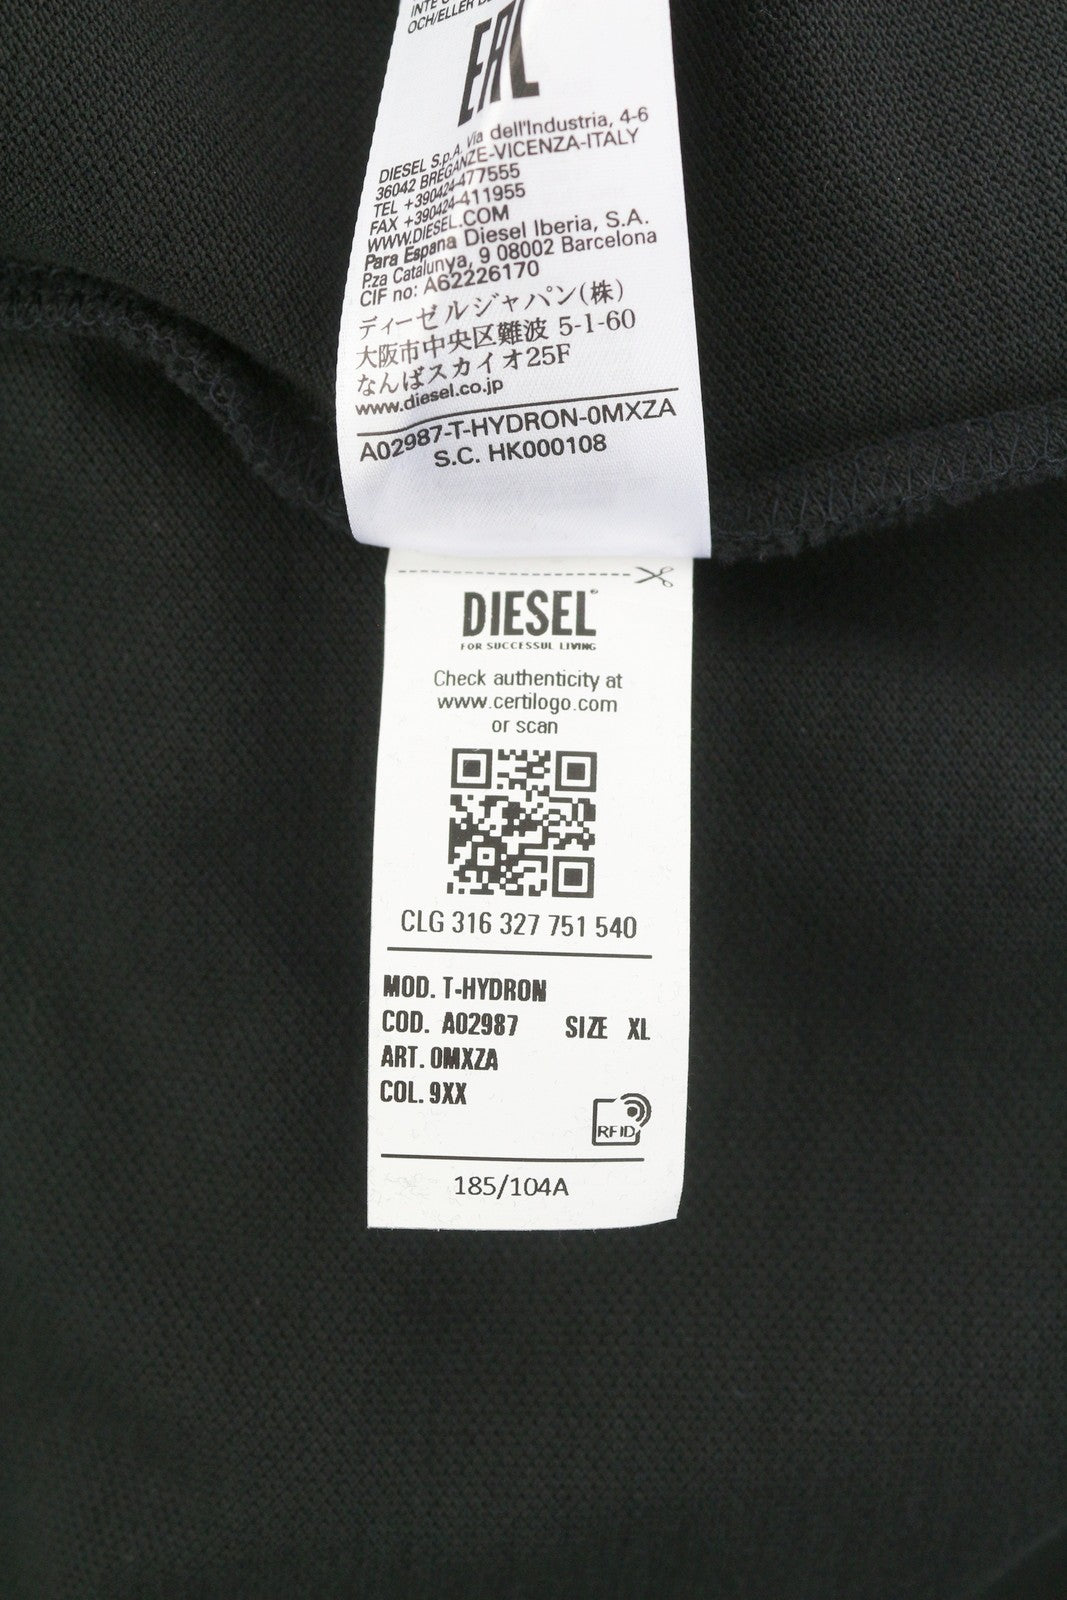 INTE
OCH/ELLER
EAC
DIESEL S.p.A. Via dell'Industria, 4-6
36042 BREGANZE-VICENZA-ITALY
TEL +390424-477555
FAX +390424-411955
WWW.DIESEL.COM
Para Espana Diesel Iberia, S.A.
Pza Catalunya, 9 08002 Barcelona
CIF no: A62226170
ディーゼルジャパン(株)
大阪市中央区難波 5-1-60
なんばスカイオ25F
www.diesel.co.jp
A02987-T-HYDRON-0MXZA
S.C. HK000108
DIESEL®
FOR SUCCESSUL LIVING
Check authenticity at
www.certilogo.com
or scan
CLG 316 327 751 540
MOD. T-HYDRON
COD. A02987 SIZE XL
ART. 0MXZA
COL. 9XX
RFID
185/104A